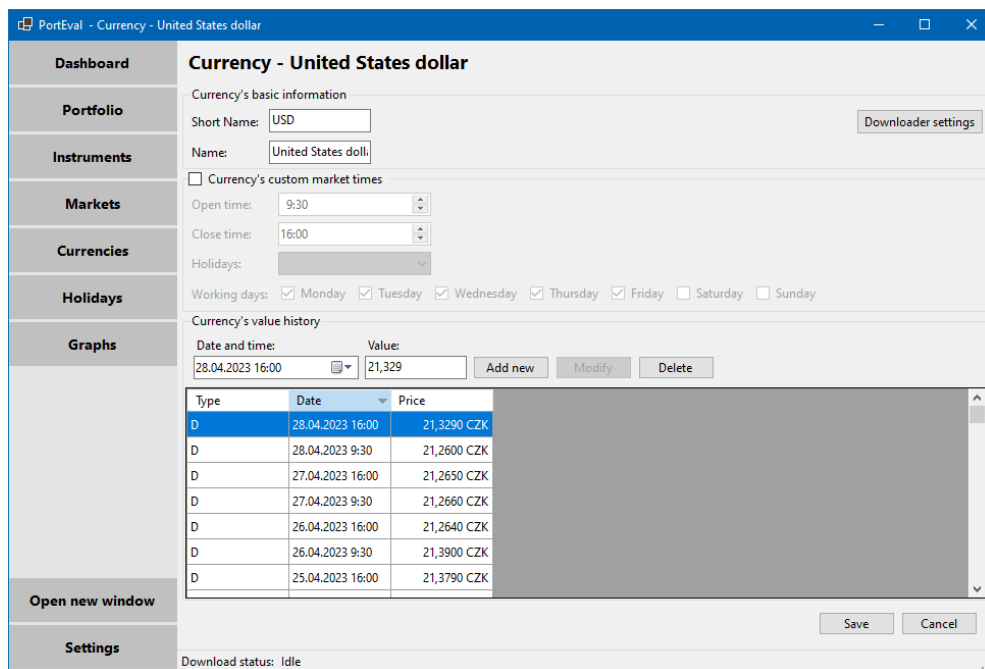 PortEval - Currency - United States dollar
Dashboard
Portfolio
Instruments
Markets
Currencies
Holidays
Graphs
Open new window
Settings
Currency - United States dollar
Currency's basic information
Short Name: USD
Downloader settings
Name: United States doll
Currency's custom market times
Open time: 9:30
Close time: 16:00
Holidays:
Working days: Monday Tuesday Wednesday Thursday Friday Saturday Sunday
Currency's value history
Date and time: Value:
28.04.2023 16:00 21,329 Add new Modify Delete
Type Date Price
D 28.04.2023 16:00 21,3290 CZK
D 28.04.2023 9:30 21,2600 CZK
D 27.04.2023 16:00 21,2650 CZK
D 27.04.2023 9:30 21,2660 CZK
D 26.04.2023 16:00 21,2640 CZK
D 26.04.2023 9:30 21,3900 CZK
D 25.04.2023 16:00 21,3790 CZK
Save Cancel
Download status: Idle